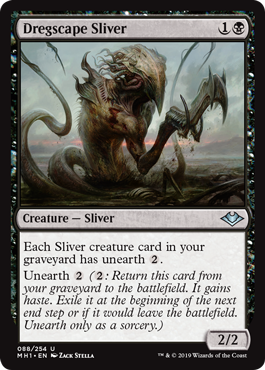 Dregscape Sliver 1
Creature — Sliver
Each Sliver creature card in your
graveyard has unearth 2.
Unearth 2 (2: Return this card from
your graveyard to the battlefield. It gains
haste. Exile it at the beginning of the next
end step or if it would leave the battlefield.
Unearth only as a sorcery.)
2/2
088/254 U
MH1 • EN Zack Stella
™ & © 2019 Wizards of the Coast